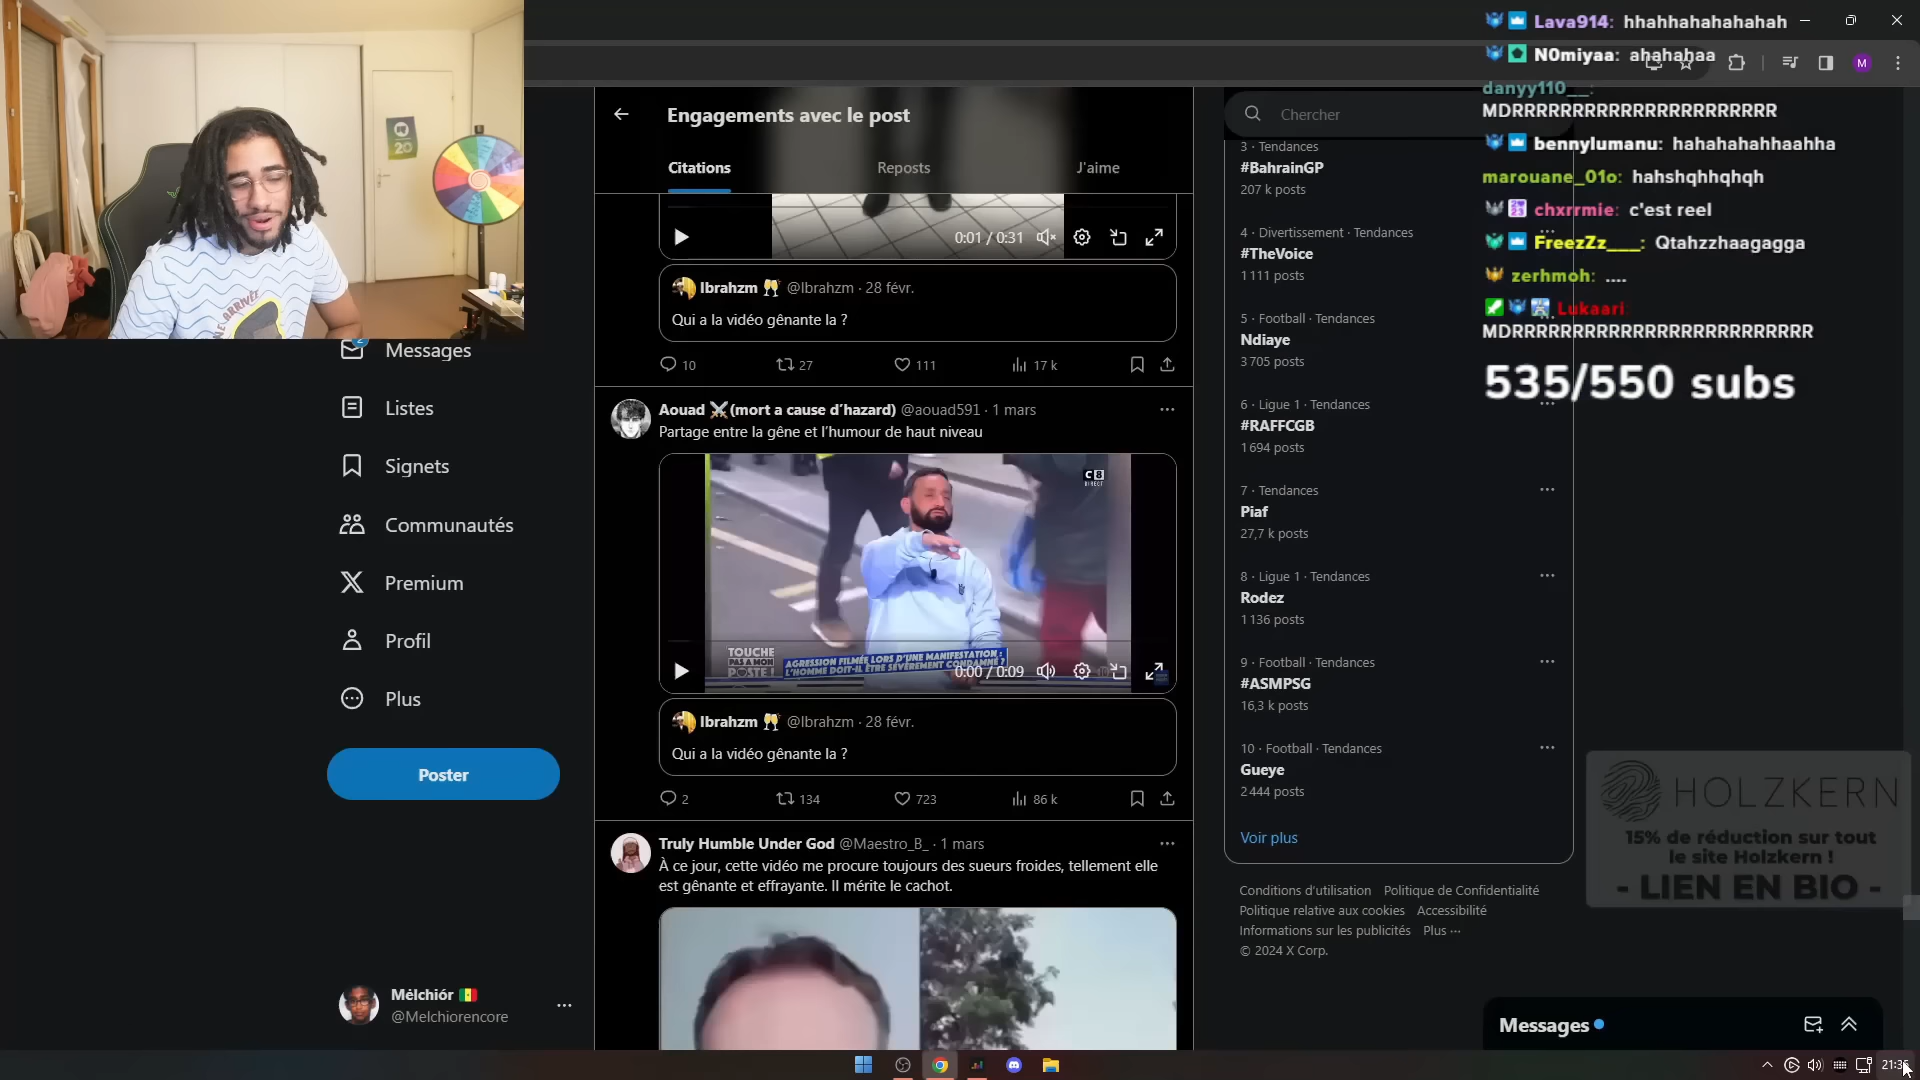 Messages
2
Listes
Signets
Communautés
Premium
Profil
Plus
Poster
Mélchiór
@Melchiorencore
Engagements avec le post
Citations
Reposts
J'aime
0:01 / 0:31
Ibrahzm @Ibrahzm · 28 févr.
Qui a la vidéo gênante la ?
10
27
111
17 k
Aouad (mort a cause d'hazard) @aouad591 · 1 mars
Partage entre la gêne et l'humour de haut niveau
C8
DIRECT
TOUCHE
PAS A MON
POSTE !
AGRESSION FILMÉE LORS D'UNE MANIFESTATION :
L'HOMME DOIT-IL ÊTRE SÉVÈREMENT CONDAMNÉ ?
0:00 / 0:09
Ibrahzm @Ibrahzm · 28 févr.
Qui a la vidéo gênante la ?
2
134
723
86 k
Truly Humble Under God @Maestro_B_ · 1 mars
À ce jour, cette vidéo me procure toujours des sueurs froides, tellement elle
est gênante et effrayante. Il mérite le cachot.
Chercher
3 · Tendances
#BahrainGP
207 k posts
4 · Divertissement · Tendances
#TheVoice
1 111 posts
5 · Football · Tendances
Ndiaye
3 705 posts
6 · Ligue 1 · Tendances
#RAFFCGB
1 694 posts
7 · Tendances
Piaf
27,7 k posts
8 · Ligue 1 · Tendances
Rodez
1 136 posts
9 · Football · Tendances
#ASMPSG
16,3 k posts
10 · Football · Tendances
Gueye
2 444 posts
Voir plus
Conditions d'utilisation Politique de Confidentialité
Politique relative aux cookies Accessibilité
Informations sur les publicités Plus ···
© 2024 X Corp.
Lava914: hhahhahahahahah
N0miyaa: ahahahaa
danyy110__:
MDRRRRRRRRRRRRRRRRRRRRRR
bennylumanu: hahahahahhaahha
marouane_01o: hahshqhhqhqh
chxrrmie: c'est reel
FreezZz___: Qtahzzhaagagga
zerhmoh: ....
Lukaari:
MDRRRRRRRRRRRRRRRRRRRRRRRRR
535/550 subs
M
HOLZKERN
15% de réduction sur tout
le site Holzkern !
- LIEN EN BIO -
Messages